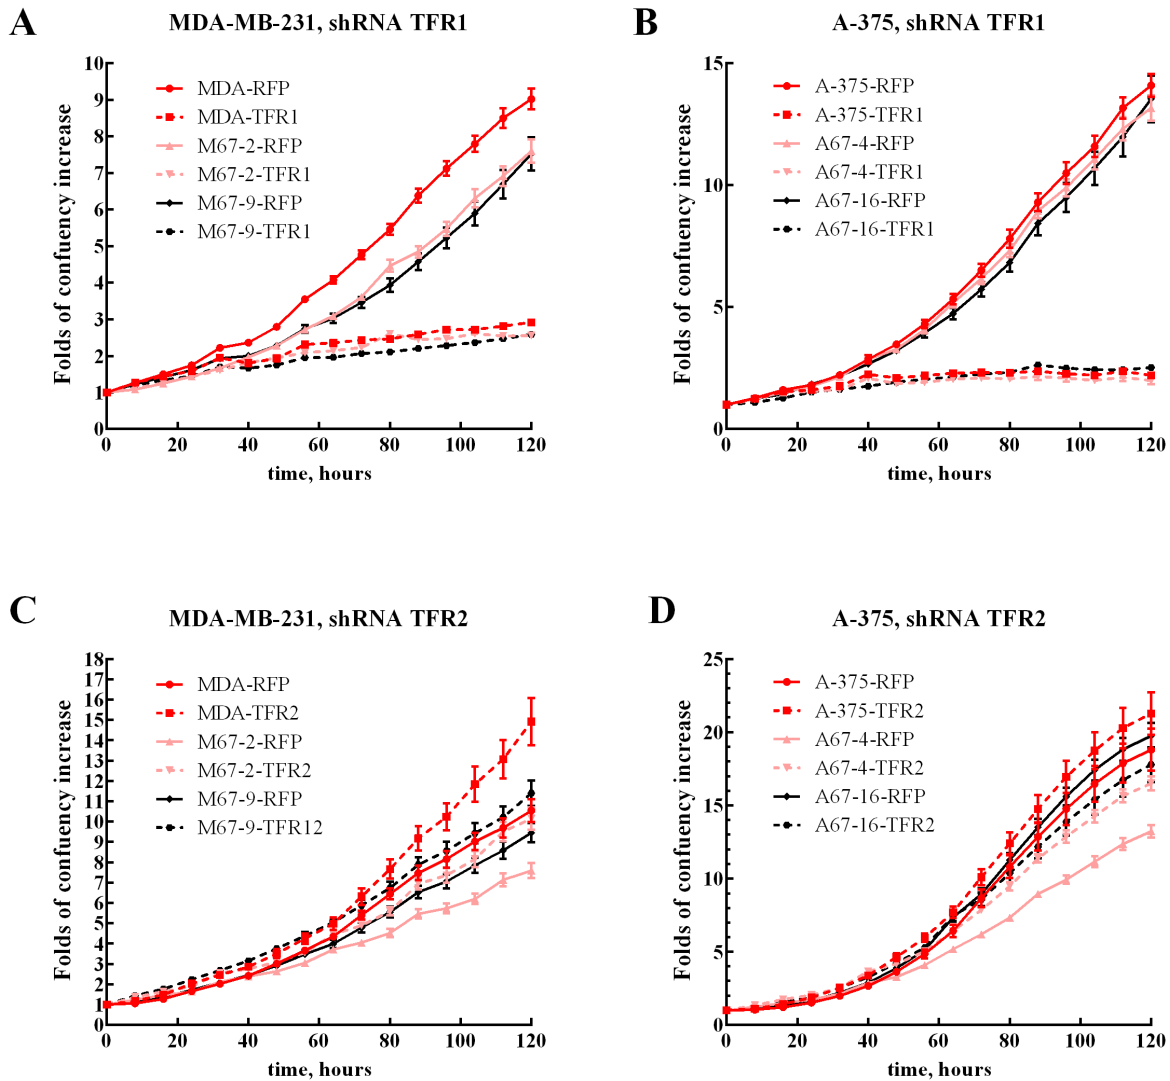 A
MDA-MB-231, shRNA TFR1
Folds of confuency increase
10
9
8
7
6
5
4
3
2
1
0
MDA-RFP
MDA-TFR1
M67-2-RFP
M67-2-TFR1
M67-9-RFP
M67-9-TFR1
0 20 40 60 80 100 120
time, hours
B
A-375, shRNA TFR1
Folds of confuency increase
15
10
5
0
A-375-RFP
A-375-TFR1
A67-4-RFP
A67-4-TFR1
A67-16-RFP
A67-16-TFR1
0 20 40 60 80 100 120
time, hours
C
MDA-MB-231, shRNA TFR2
Folds of confuency increase
18
17
16
15
14
13
12
11
10
9
8
7
6
5
4
3
2
1
0
MDA-RFP
MDA-TFR2
M67-2-RFP
M67-2-TFR2
M67-9-RFP
M67-9-TFR12
0 20 40 60 80 100 120
time, hours
D
A-375, shRNA TFR2
Folds of confuency increase
25
20
15
10
5
0
A-375-RFP
A-375-TFR2
A67-4-RFP
A67-4-TFR2
A67-16-RFP
A67-16-TFR2
0 20 40 60 80 100 120
time, hours